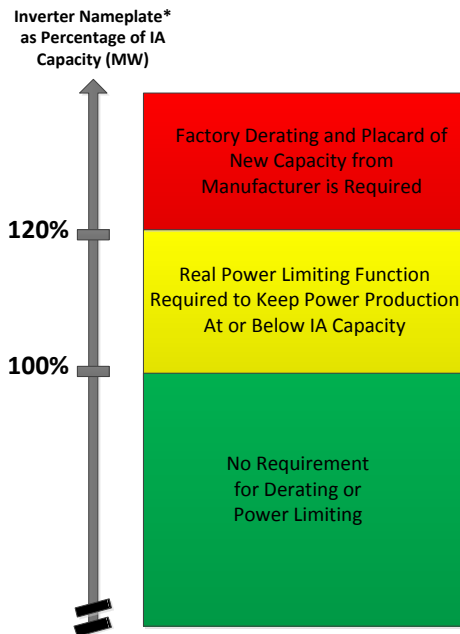 Inverter Nameplate*
as Percentage of IA
Capacity (MW)
Factory Derating and Placard of
New Capacity from
Manufacturer is Required
120%
Real Power Limiting Function
Required to Keep Power Production
At or Below IA Capacity
100%
No Requirement
for Derating or
Power Limiting